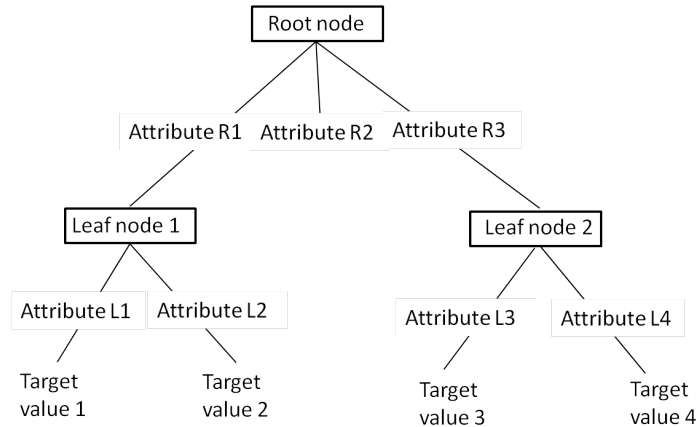 Root node
Attribute R1 Attribute R2 Attribute R3
Leaf node 1 Leaf node 2
Attribute L1 Attribute L2 Attribute L3 Attribute L4
Target
value 1
Target
value 2
Target
value 3
Target
value 4